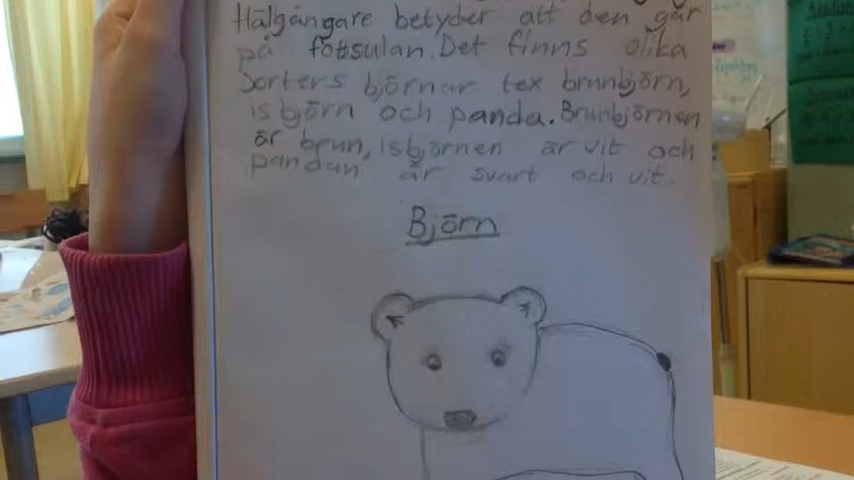 Hälgångare betyder att den går
på fottsulan. Det finns olika
sorters björnar tex brunbjörn,
isbjörn och panda. Brunbjörnen
är brun, isbjörnen är vit och
pandan är svart och vit.
Björn